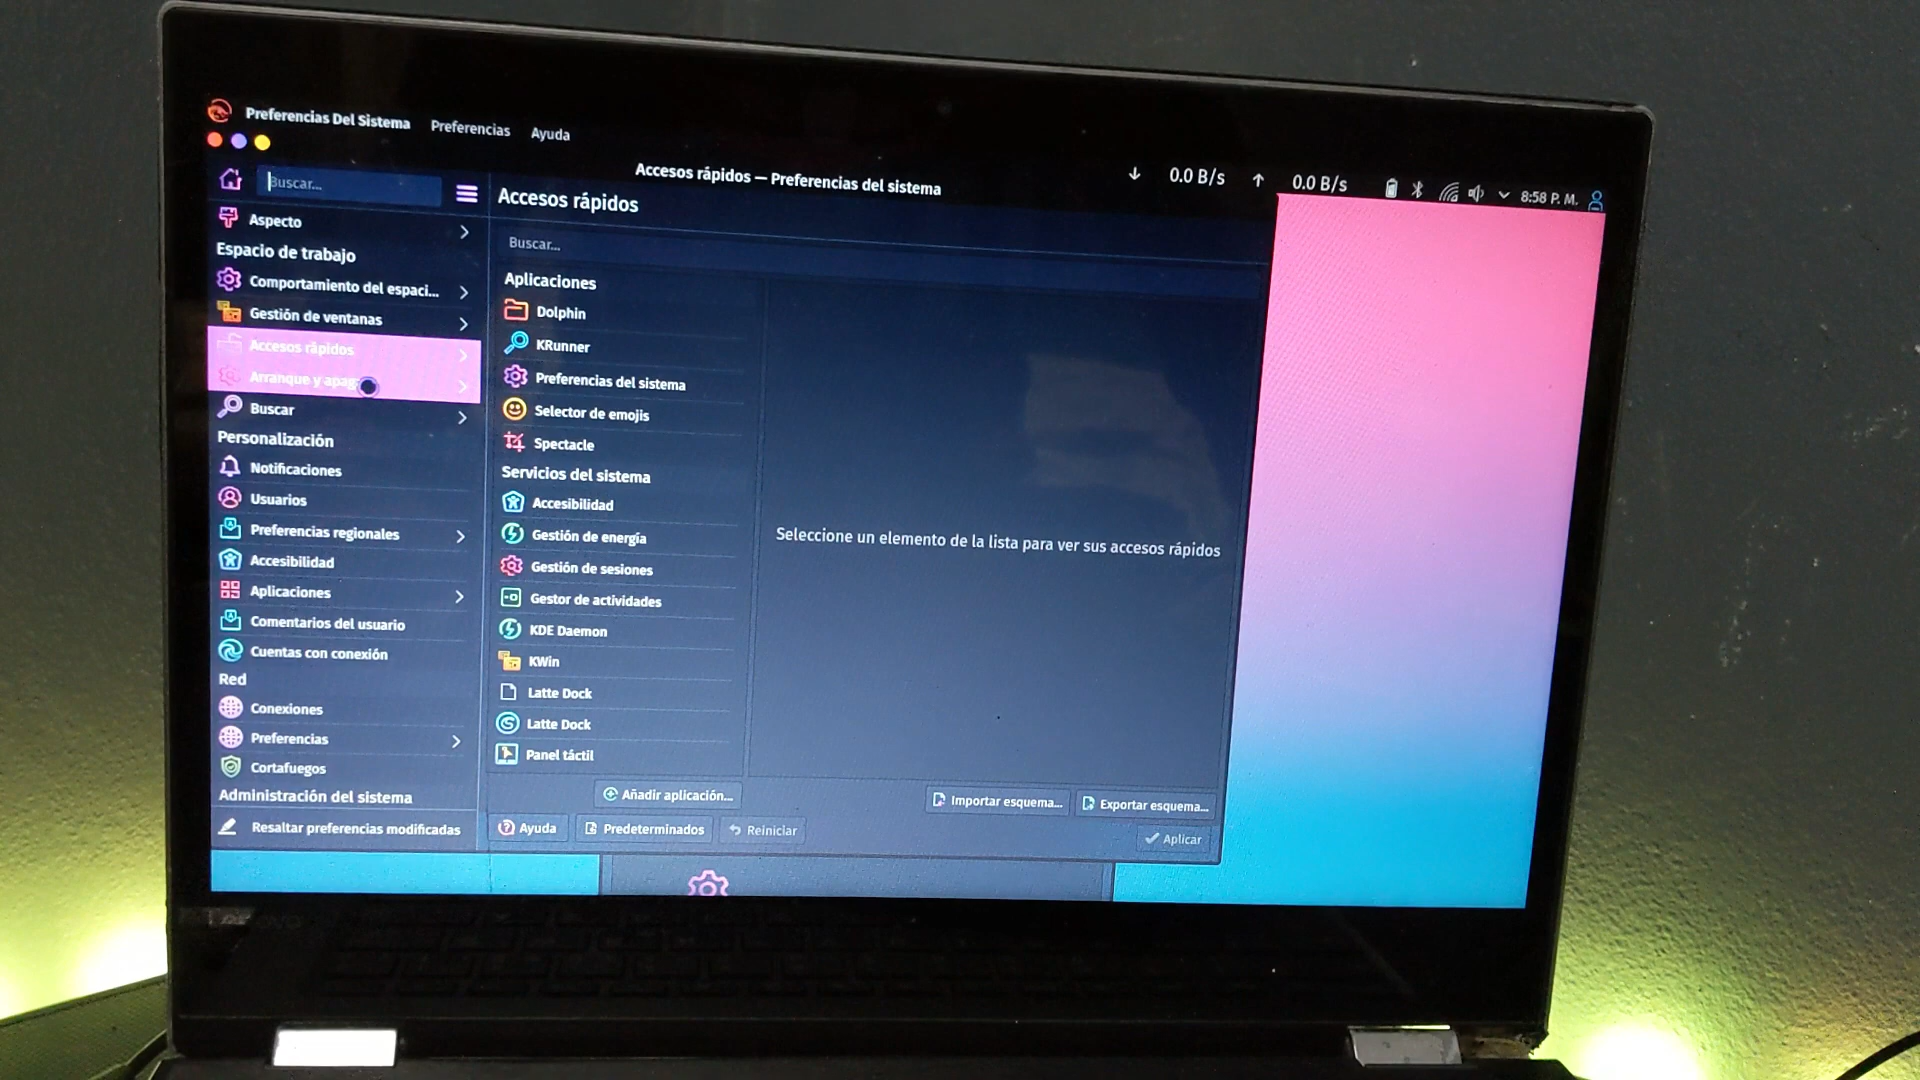 Preferencias Del Sistema Preferencias Ayuda
Accesos rápidos — Preferencias del sistema
0.0 B/s 0.0 B/s 8:58 P. M.
Buscar...
Aspecto
Espacio de trabajo
Comportamiento del espaci...
Gestión de ventanas
Accesos rápidos
Arranque y apag
Buscar
Personalización
Notificaciones
Usuarios
Preferencias regionales
Accesibilidad
Aplicaciones
Comentarios del usuario
Cuentas con conexión
Red
Conexiones
Preferencias
Cortafuegos
Administración del sistema
Resaltar preferencias modificadas
Accesos rápidos
Buscar...
Aplicaciones
Dolphin
KRunner
Preferencias del sistema
Selector de emojis
Spectacle
Servicios del sistema
Accesibilidad
Gestión de energía
Gestión de sesiones
Gestor de actividades
KDE Daemon
KWin
Latte Dock
Latte Dock
Panel táctil
Añadir aplicación...
Seleccione un elemento de la lista para ver sus accesos rápidos
Importar esquema... Exportar esquema...
Ayuda Predeterminados Reiniciar Aplicar